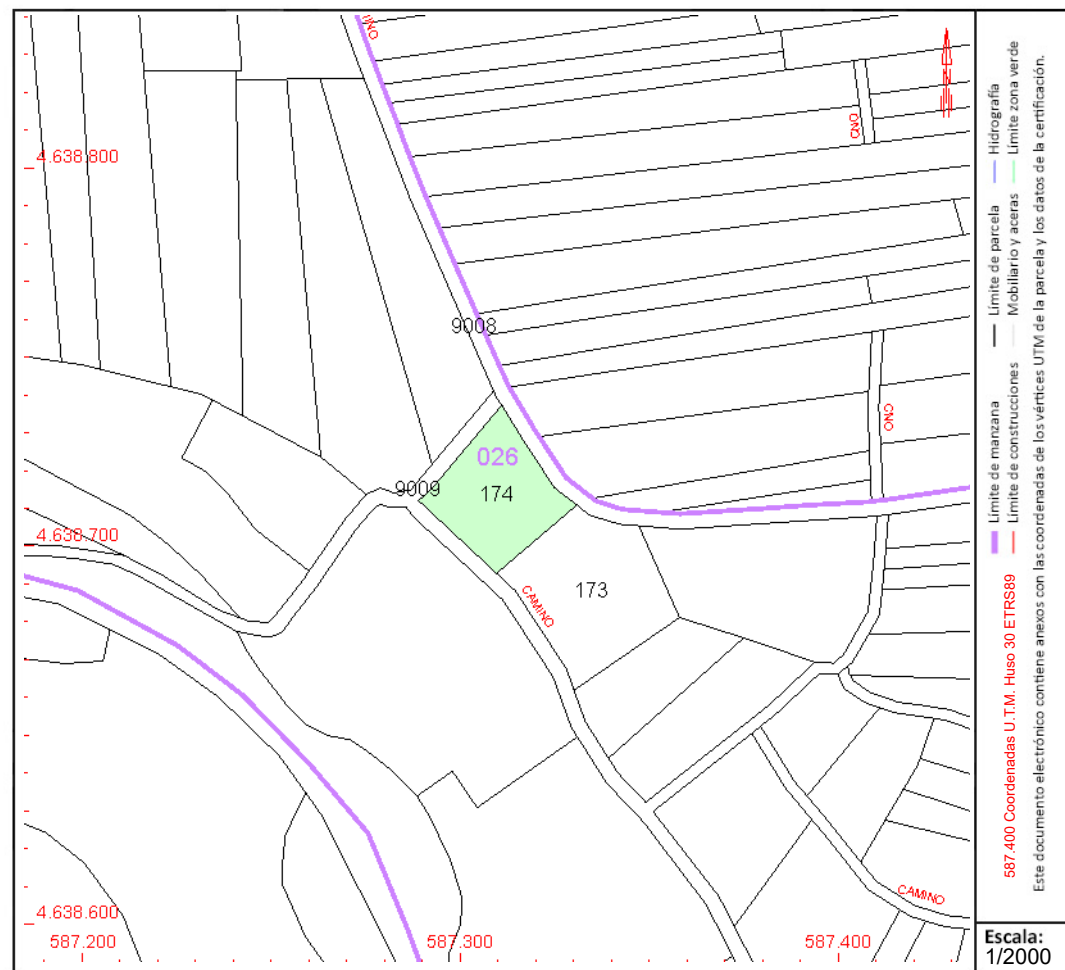 INO
CNO
4.638.800
9008
CNO
026
174
9009
4.638.700
173
CAMINO
CAMINO
4.638.600
587.200
587.300
587.400
N
Hidrografía
Límite zona verde
Límite de parcela
Mobiliario y aceras
Límite de manzana
Límite de construcciones
587.400 Coordenadas U.T.M. Huso 30 ETRS89
Este documento electrónico contiene anexos con las coordenadas de los vértices UTM de la parcela y los datos de la certificación.
Escala:
1/2000